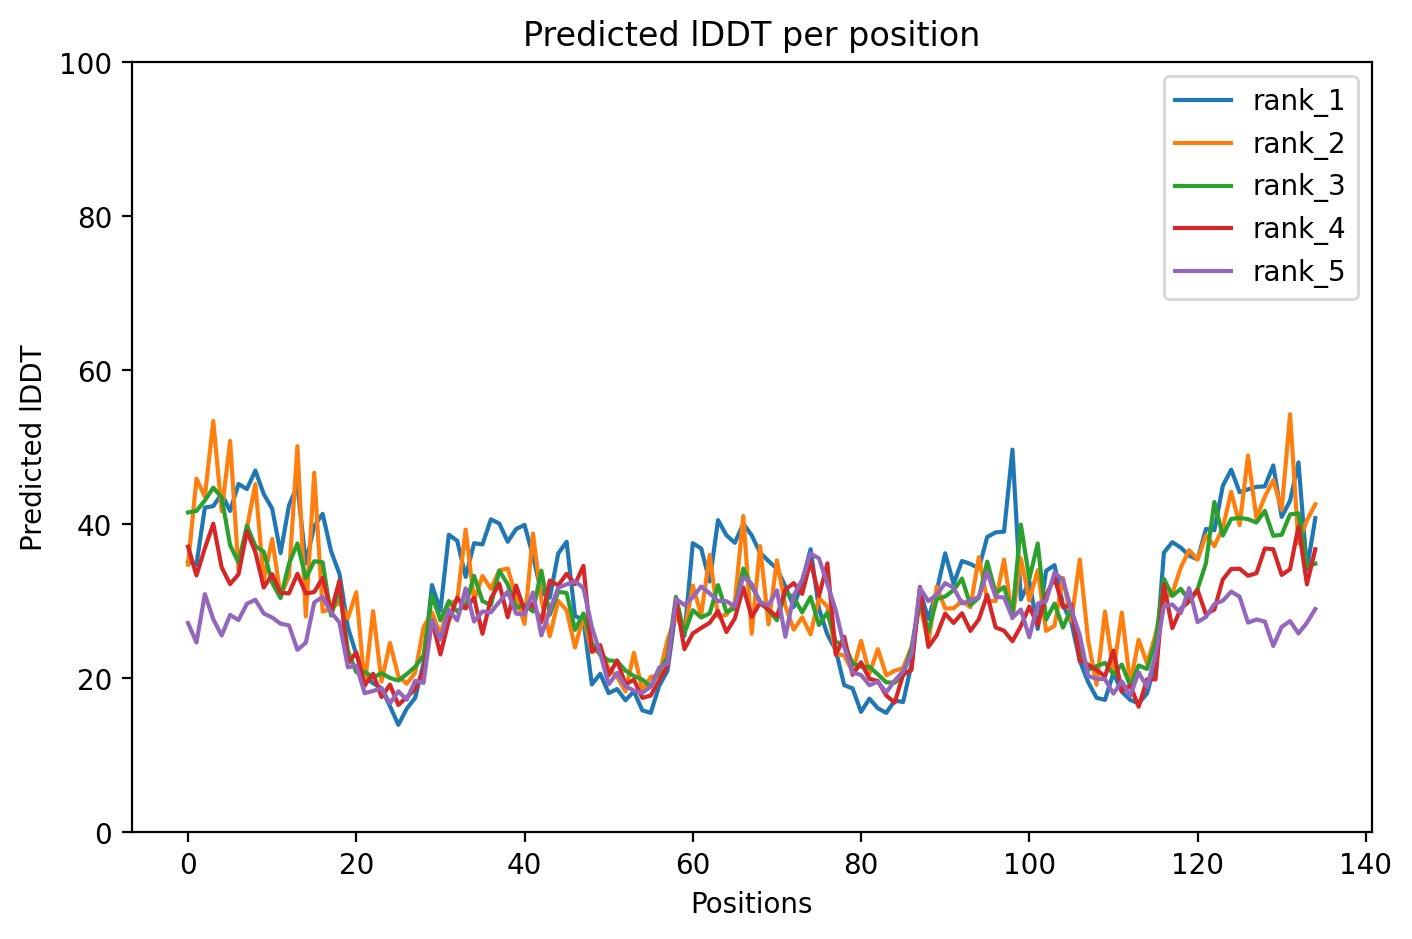 Predicted lDDT per position
100
80
60
40
20
0
Predicted lDDT
0 20 40 60 80 100 120 140
Positions
rank_1
rank_2
rank_3
rank_4
rank_5